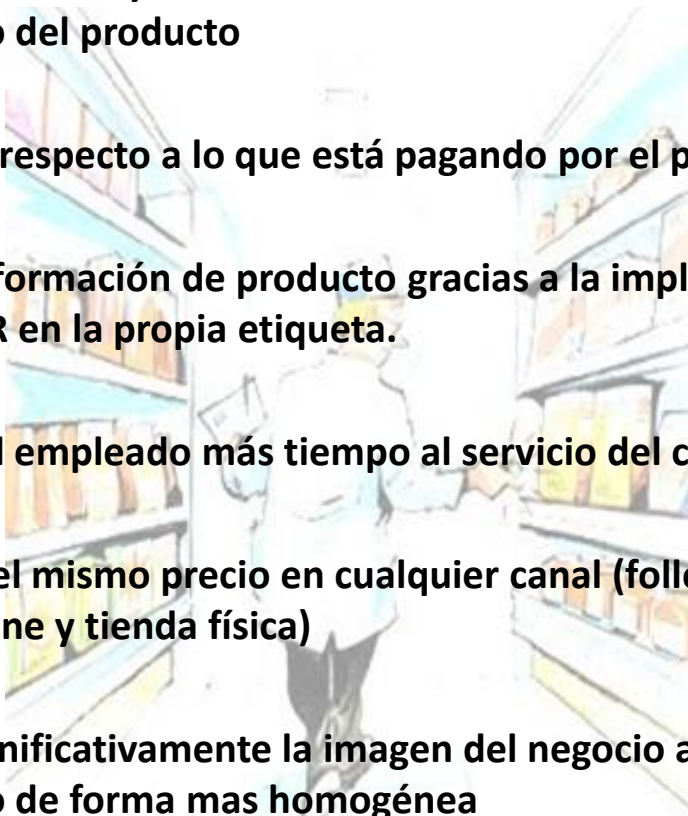 o del producto
respecto a lo que está pagando por el p
formación de producto gracias a la impl
R en la propia etiqueta.
l empleado más tiempo al servicio del c
el mismo precio en cualquier canal (folle
ine y tienda física)
nificativamente la imagen del negocio a
o de forma mas homogénea